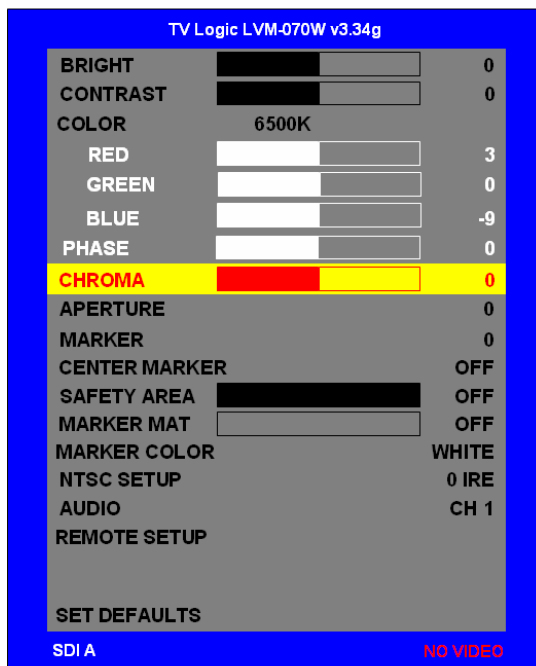 TV Logic LVM-070W v3.34g
BRIGHT 0
CONTRAST 0
COLOR 6500K
RED 3
GREEN 0
BLUE -9
PHASE 0
CHROMA 0
APERTURE 0
MARKER 0
CENTER MARKER OFF
SAFETY AREA OFF
MARKER MAT OFF
MARKER COLOR WHITE
NTSC SETUP 0 IRE
AUDIO CH 1
REMOTE SETUP
SET DEFAULTS
SDI A NO VIDEO